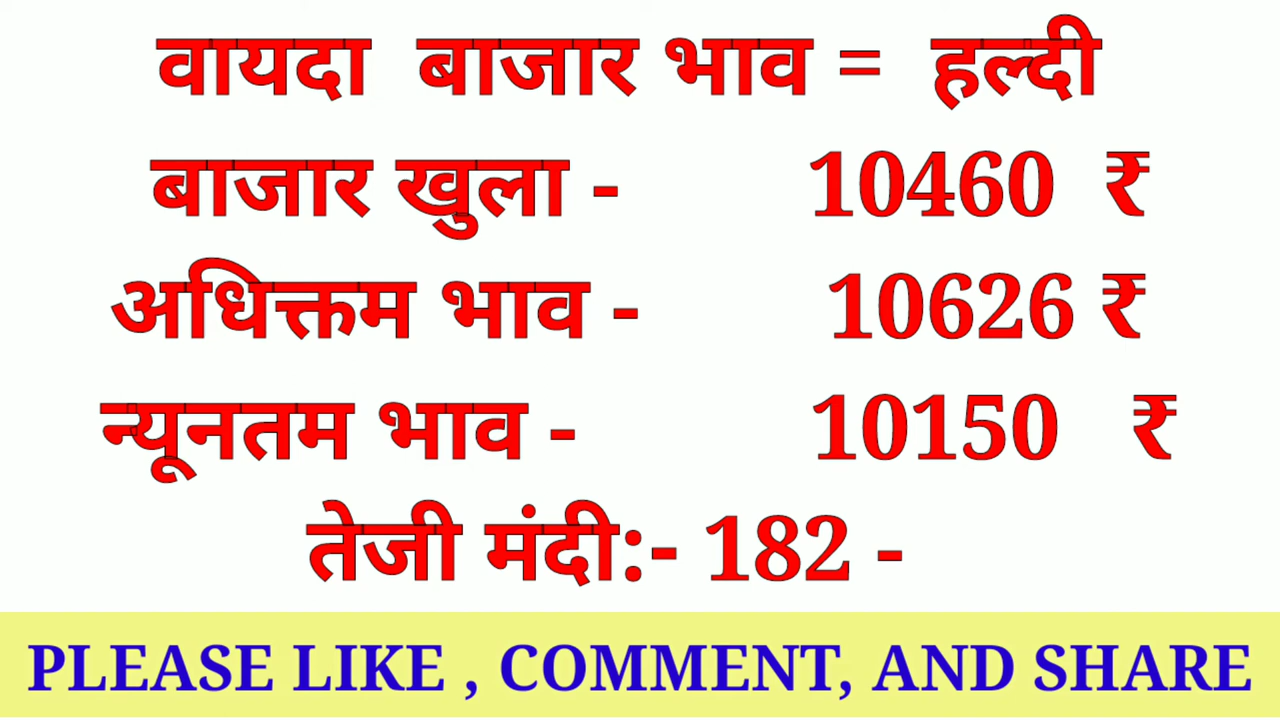 वायदा बाजार भाव = हल्दी
बाजार खुला - 10460 ₹
अधिक्तम भाव - 10626 ₹
न्यूनतम भाव - 10150 ₹
तेजी मंदी:- 182 -
PLEASE LIKE , COMMENT, AND SHARE